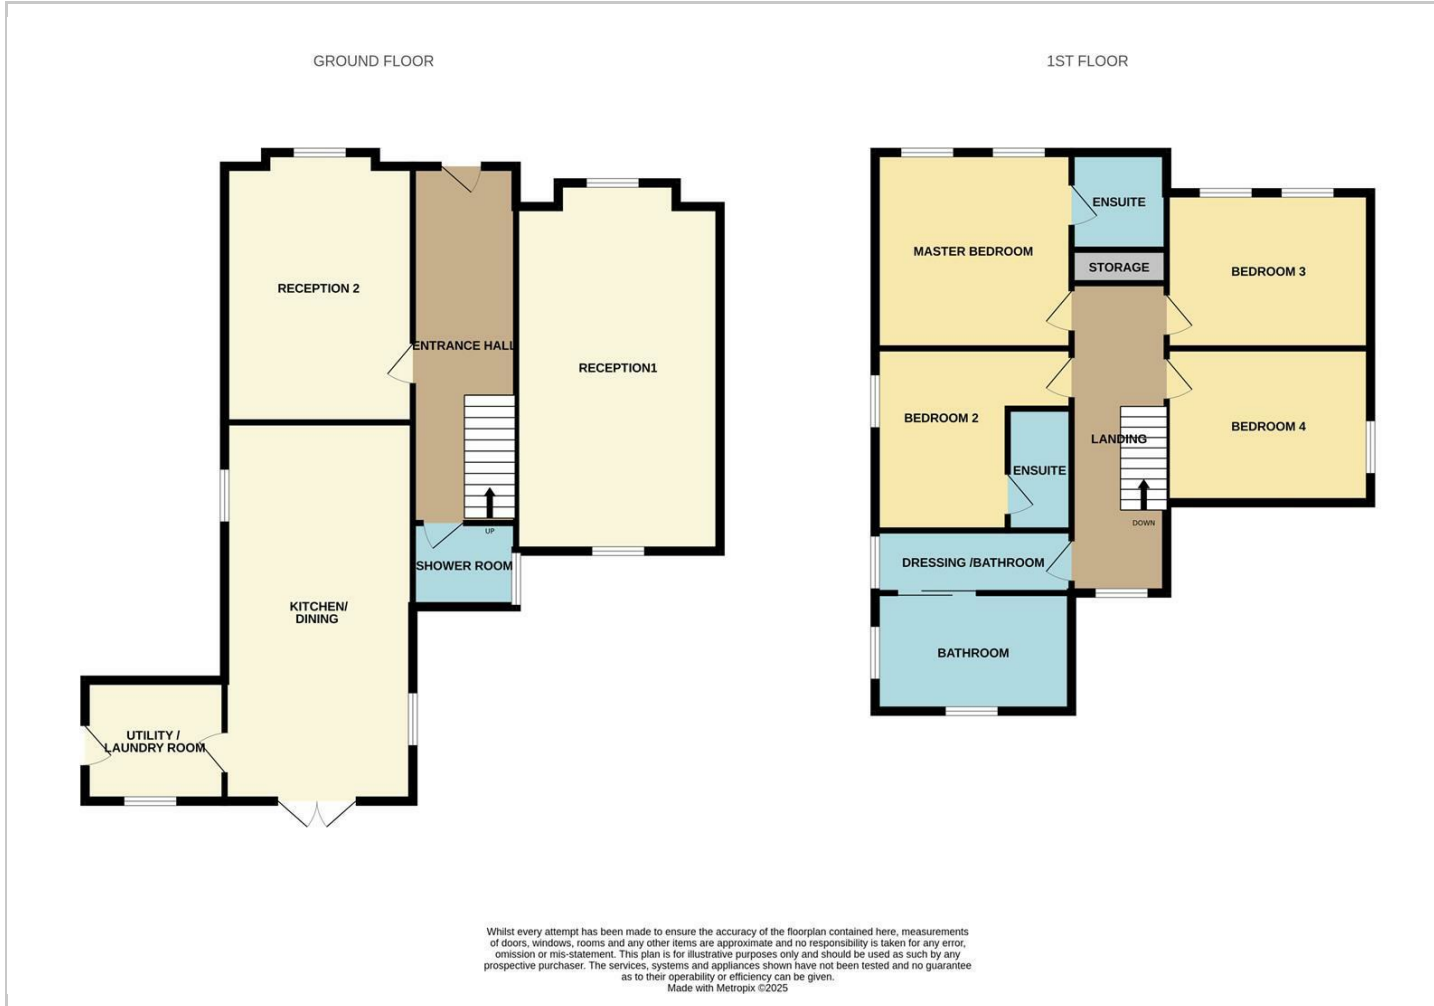 GROUND FLOOR
RECEPTION 2
ENTRANCE HALL
RECEPTION1
SHOWER ROOM
UP
KITCHEN/
DINING
UTILITY /
LAUNDRY ROOM
1ST FLOOR
MASTER BEDROOM
ENSUITE
STORAGE
BEDROOM 3
BEDROOM 2
ENSUITE
LANDING
BEDROOM 4
DOWN
DRESSING /BATHROOM
BATHROOM
Whilst every attempt has been made to ensure the accuracy of the floorplan contained here, measurements
of doors, windows, rooms and any other items are approximate and no responsibility is taken for any error,
omission or mis-statement. This plan is for illustrative purposes only and should be used as such by any
prospective purchaser. The services, systems and appliances shown have not been tested and no guarantee
as to their operability or efficiency can be given.
Made with Metropix ©2025